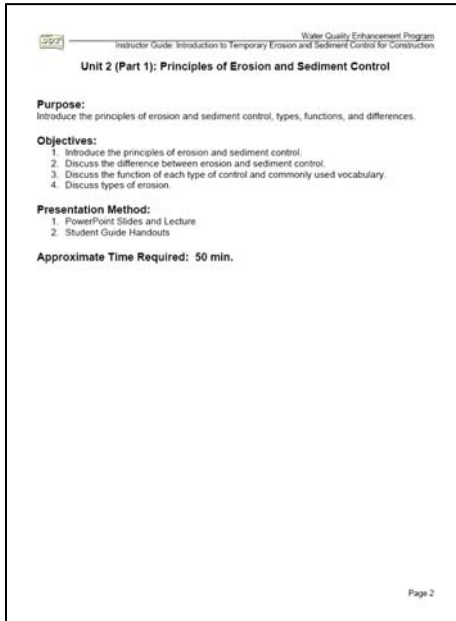 Water Quality Enhancement Program
Instructor Guide: Introduction to Temporary Erosion and Sediment Control for Construction
Unit 2 (Part 1): Principles of Erosion and Sediment Control
Purpose:
Introduce the principles of erosion and sediment control, types, functions, and differences.
Objectives:
1. Introduce the principles of erosion and sediment control.
2. Discuss the difference between erosion and sediment control.
3. Discuss the function of each type of control and commonly used vocabulary.
4. Discuss types of erosion.
Presentation Method:
1. PowerPoint Slides and Lecture
2. Student Guide Handouts
Approximate Time Required: 50 min.
Page 2